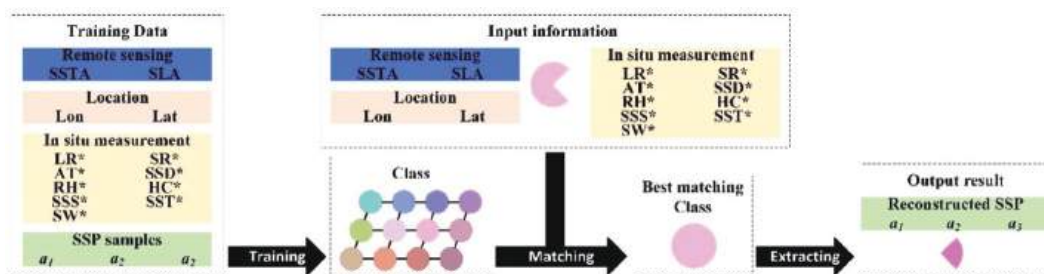 Training Data
Remote sensing
SSTA SLA
Location
Lon Lat
In situ measurement
LR* SR*
AT* SSD*
RH* HC*
SSS* SST*
SW*
SSP samples
a1 a2 a2
Training
Input information
Remote sensing
SSTA SLA
Location
Lon Lat
In situ measurement
LR* SR*
AT* SSD*
RH* HC*
SSS* SST*
SW*
Class
Matching
Best matching
Class
Extracting
Output result
Reconstructed SSP
a1 a2 a3